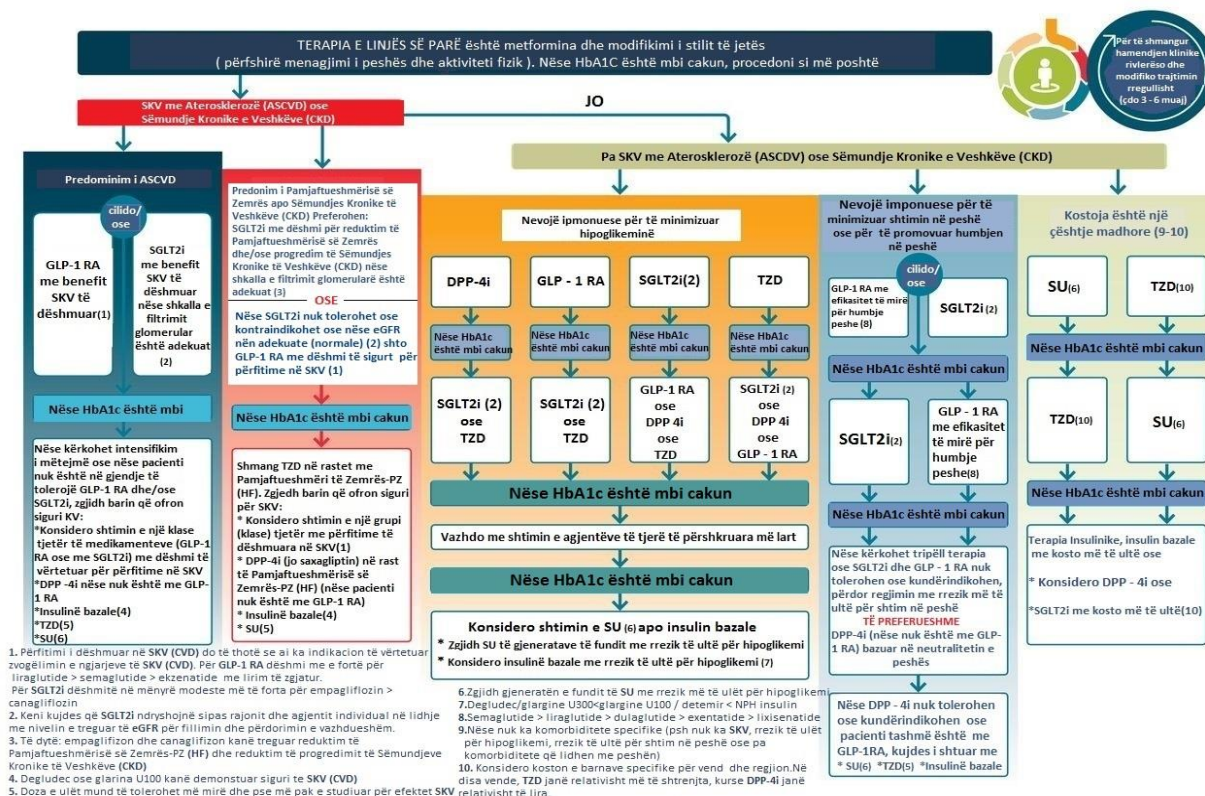 TERAPIA E LINJËS SË PARË është metformina dhe modifikimi i stilit të jetës
( përfshirë menagjimi i peshës dhe aktiviteti fizik ). Nëse HbA1C është mbi cakun, procedoni si më poshtë
Për të shmangur
hamendjen klinike
rivlerëso dhe
modifiko trajtimin
rregullisht
(çdo 3 - 6 muaj)
SKV me Aterosklerozë (ASCVD) ose
Sëmundje Kronike e Veshkëve (CKD)
JO
Pa SKV me Aterosklerozë (ASCDV) ose Sëmundje Kronike e Veshkëve (CKD)
Predominim i ASCVD
cilido/
ose
GLP-1 RA
me benefit
SKV të
dëshmuar(1)
SGLT2i
me benefit
SKV të
dëshmuar
nëse shkalla e
filtrimit
glomerular
është adekuat
(2)
Nëse HbA1c është mbi
Nëse kërkohet intensifikim
i mëtejmë ose nëse pacienti
nuk është në gjendje të
tolerojë GLP-1 RA dhe/ose
SGLT2i, zgjidh barin që ofron
siguri KV:
*Konsidero shtimin e një klase
tjetër të medikamenteve (GLP-1
RA ose me SGLT2i) me dëshmi të
vërtetuar për përfitime në SKV
*DPP -4i nëse nuk është me GLP-
1 RA
*Insulinë bazale(4)
*TZD(5)
*SU(6)
Predonim i Pamjaftueshmërisë së
Zemrës apo Sëmundjes Kronike të
Veshkëve (CKD) Preferohen:
SGLT2i me dëshmi për reduktim të
Pamjaftueshmërisë së Zemrës
dhe/ose progredim të Sëmundjes
Kronike të Veshkëve (CKD) nëse
shkalla e filtrimit glomerularë është
adekuat (3)
OSE
Nëse SGLT2i nuk tolerohet ose
kontraindikohet ose nëse eGFR
nën adekuate (normale) (2) shto
GLP-1 RA me dëshmi të sigurt për
përfitime në SKV (1)
Nëse HbA1c është mbi cakun
Shmang TZD në rastet me
Pamjaftueshmëri të Zemrës-PZ
(HF). Zgjedh barin që ofron siguri
për SKV:
* Konsidero shtimin e një grupi
(klase) tjetër me përfitime të
dëshmuara në SKV(1)
* DPP-4i (jo saxagliptin) në rast
të Pamjaftueshmërisë së
Zemrës-PZ (HF) (nëse pacienti
nuk është me GLP-1 RA)
* Insulinë bazale(4)
* SU(5)
Nevojë ipmonuese për të minimizuar
hipoglikeminë
DPP-4i
GLP - 1 RA
SGLT2i(2)
TZD
Nëse HbA1c
është mbi cakun
Nëse HbA1c
është mbi cakun
Nëse HbA1c
është mbi cakun
Nëse HbA1c
është mbi cakun
SGLT2i (2)
ose
TZD
SGLT2i (2)
ose
TZD
GLP-1 RA
ose
DPP 4i
ose
TZD
SGLT2i (2)
ose
DPP 4i
ose
GLP - 1 RA
Nëse HbA1c është mbi cakun
Vazhdo me shtimin e agjentëve të tjerë të përshkruara më lart
Nëse HbA1c është mbi cakun
Konsidero shtimin e SU (6) apo insulin bazale
* Zgjidh SU të gjeneratave të fundit me rrezik të ulët për hipoglikemi
* Konsidero insulinë bazale me rrezik të ulët për hipoglikemi (7)
Nevojë imponuese për të
minimizuar shtimin në peshë
ose për të promovuar humbjen
në peshë
cilido/
ose
GLP-1 RA me
efikasitet të mirë
për humbje
peshe (8)
SGLT2i(2)
Nëse HbA1c është mbi cakun
SGLT2i(2)
GLP - 1 RA
me efikasitet
të mirë për
humbje
peshe(8)
Nëse HbA1c është mbi cakun
Nëse kërkohet tripëll terapia
ose SGLT2i dhe GLP - 1 RA nuk
tolerohen ose kundërindikohen,
përdor regjimin me rrezik më të
ultë për shtim në peshë
TË PREFERUESHME
DPP-4i (nëse nuk është me GLP-
1 RA) bazuar në neutralitetin e
peshës
Nëse DPP - 4i nuk tolerohen
ose kundërindikohen ose
pacienti tashmë është me
GLP-1RA, kujdes i shtuar me
* SU(6) *TZD(5) *Insulinë bazale
Kostoja është një
çështje madhore (9-10)
SU(6)
TZD(10)
Nëse HbA1c është mbi cakun
TZD(10)
SU(6)
Nëse HbA1c është mbi cakun
Terapia Insulinike, insulin bazale
me kosto më të ultë ose
* Konsidero DPP - 4i ose
*SGLT2i me kosto më të ultë(10)
1. Përfitimi i dëshmuar në SKV (CVD) do të thotë se ai ka indikacion të vërtetuar
zvogëlimin e ngjarjeve të SKV (CVD). Për GLP-1 RA dëshmi me e fortë për
liraglutide > semaglutide > ekzenatide me lirim të zgjatur.
Për SGLT2i dëshmitë në mënyrë modeste më të forta për empagliflozin >
canagliflozin
2. Keni kujdes që SGLT2i ndryshojnë sipas rajonit dhe agjentit individual në lidhje
me nivelin e treguar të eGFR për fillimin dhe përdorimin e vazhdueshëm.
3. Të dytë: empaglifizon dhe canaglifizon kanë treguar reduktim të
Pamjaftueshmërisë së Zemrës-PZ (HF) dhe reduktim të progredimit të Sëmundjeve
Kronike të Veshkëve (CKD)
4. Degludec ose glarina U100 kanë demonstuar siguri te SKV (CVD)
5. Doza e ulët mund të tolerohet më mirë dhe pse më pak e studiuar për efektet SKV
6.Zgjidh gjeneratën e fundit të SU me rrezik më të ulët për hipoglikemi
7.Degludec/glargine U300<glargine U100 / detemir < NPH insulin
8.Semaglutide > liraglutide > dulaglutide > exentatide > lixisenatide
9.Nëse nuk ka komorbiditete specifike (psh nuk ka SKV, rrezik të ulët
për hipoglikemi, rrezik të ultë për shtim në peshë ose pa
komorbiditete që lidhen me peshën)
10. Konsidero koston e barnave specifike për vend dhe regjion.Në
disa vende, TZD janë relativisht më të shtrenjta, kurse DPP-4i janë
relativisht të lira.